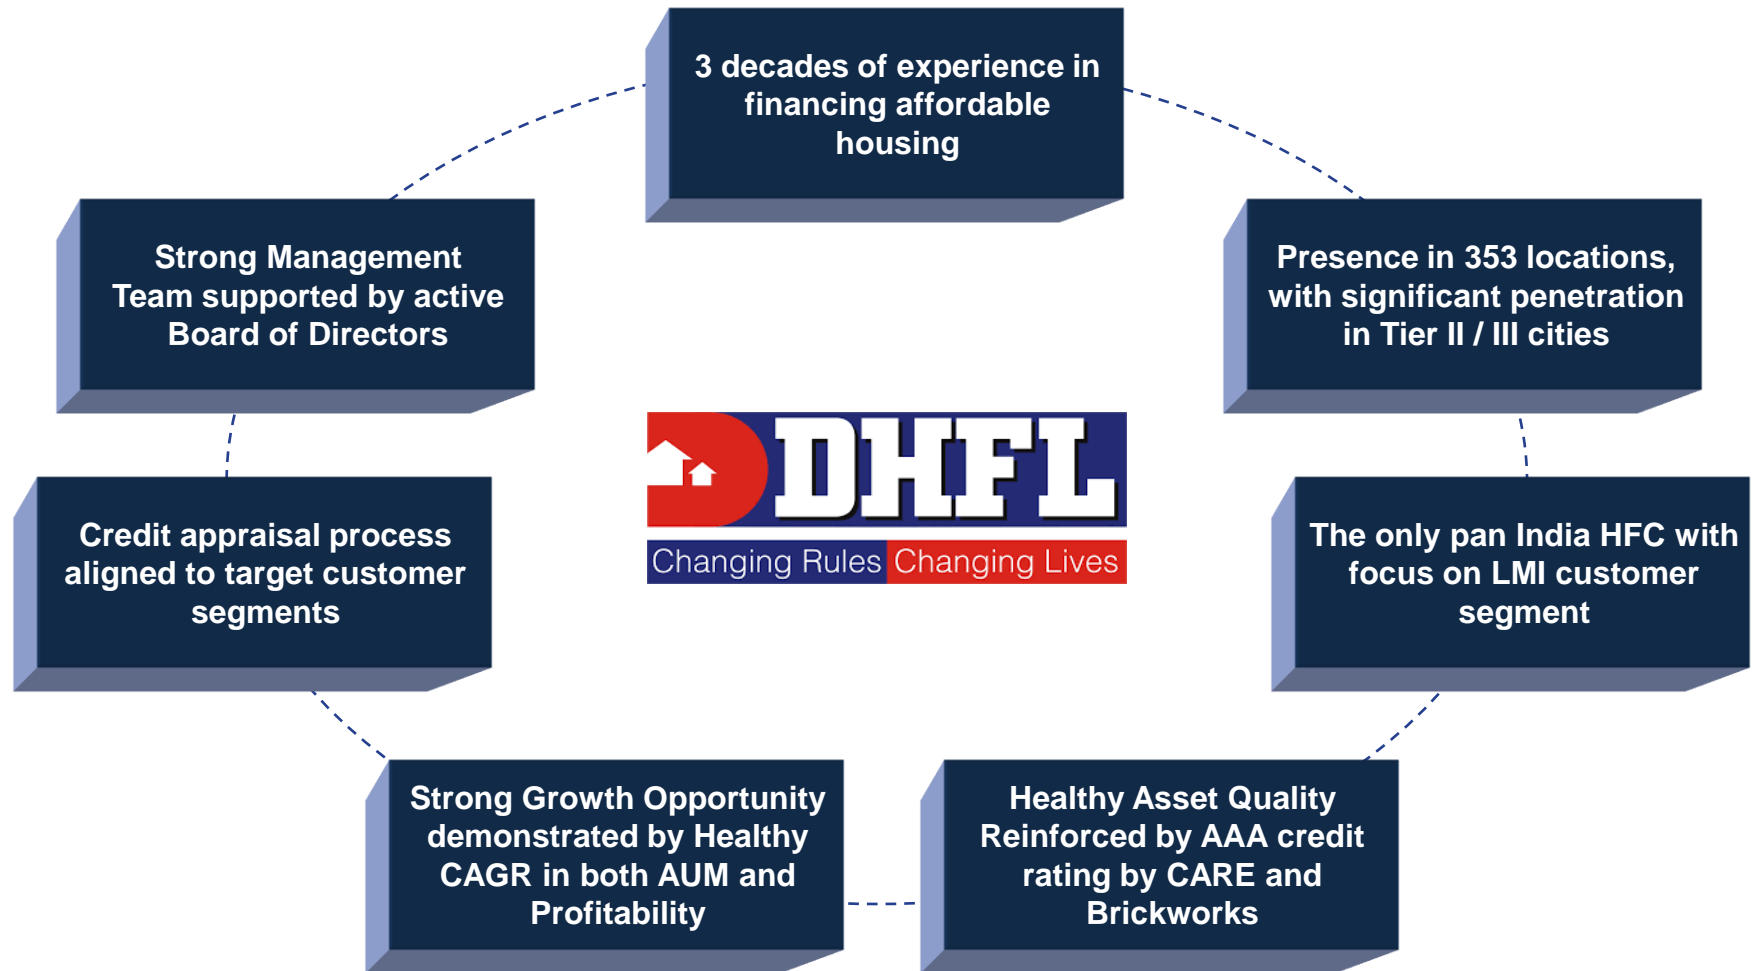 3 decades of experience in
financing affordable
housing
Strong Management
Team supported by active
Board of Directors
Presence in 353 locations,
with significant penetration
in Tier II / III cities
DHFL
Changing Rules Changing Lives
Credit appraisal process
aligned to target customer
segments
The only pan India HFC with
focus on LMI customer
segment
Strong Growth Opportunity
demonstrated by Healthy
CAGR in both AUM and
Profitability
Healthy Asset Quality
Reinforced by AAA credit
rating by CARE and
Brickworks